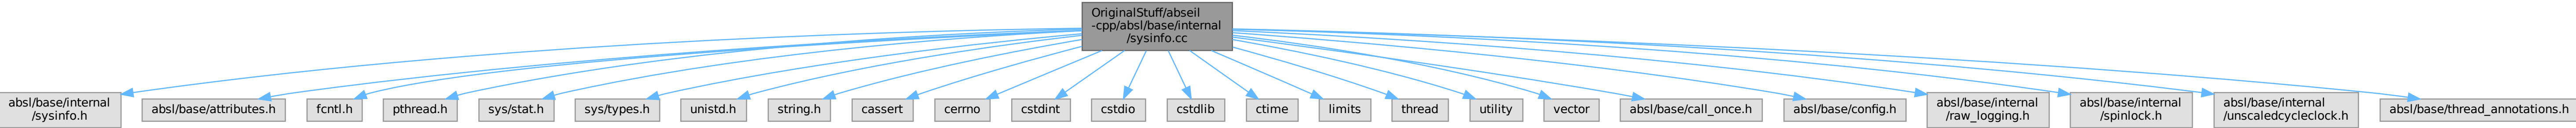 OriginalStuff/abseil
-cpp/absl/base/internal
/sysinfo.cc
absl/base/internal
/sysinfo.h
absl/base/attributes.h
fcntl.h
pthread.h
sys/stat.h
sys/types.h
unistd.h
string.h
cassert
cerrno
cstdint
cstdio
cstdlib
ctime
limits
thread
utility
vector
absl/base/call_once.h
absl/base/config.h
absl/base/internal
/raw_logging.h
absl/base/internal
/spinlock.h
absl/base/internal
/unscaledcycleclock.h
absl/base/thread_annotations.h